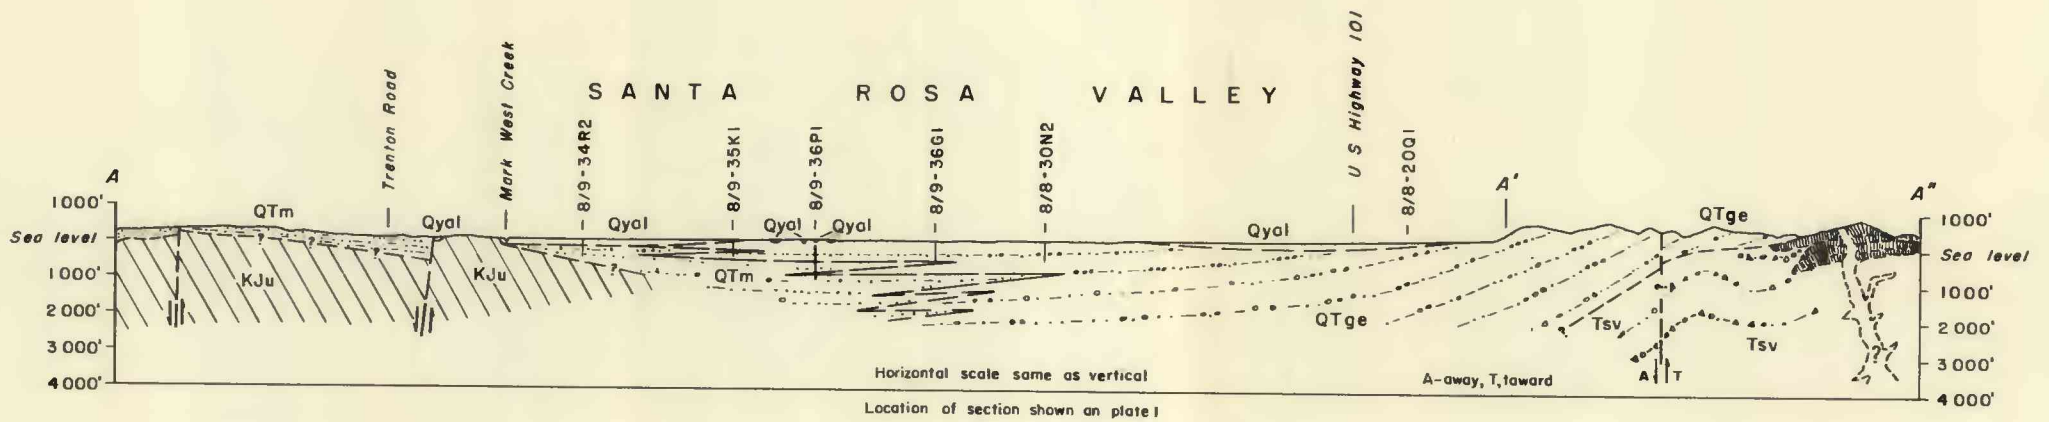 SANTA ROSA VALLEY
Trenton Road
Mark West Creek
8/9-34R2
8/9-35K1
8/9-36P1
8/9-36G1
8/8-30N2
U S Highway 101
8/8-20Q1
A
A'
A"
1000'
Sea level
1000'
2000'
3000'
4000'
QTm
Qyal
Qyal
Qyal
Qyal
Qyal
QTge
KJu
KJu
QTm
QTge
Tsv
Tsv
?
?
?
?
1000'
Sea level
1000'
2000'
3000'
4000'
A T
Horizontal scale same as vertical
A-away, T, taward
Location of section shown an plate I